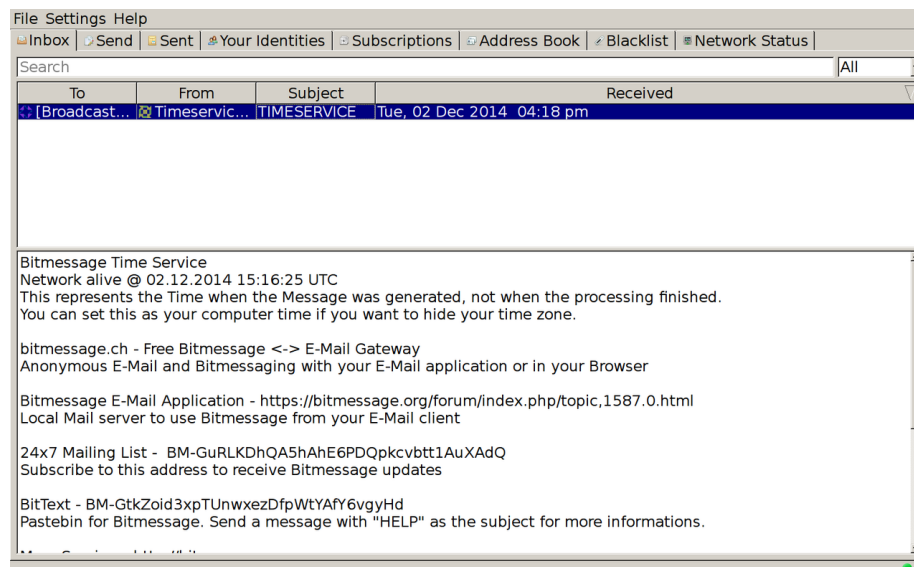 File Settings Help
Inbox Send Sent Your Identities Subscriptions Address Book Blacklist Network Status
Search All
To From Subject Received
[Broadcast... Timeservic... TIMESERVICE Tue, 02 Dec 2014 04:18 pm
Bitmessage Time Service
Network alive @ 02.12.2014 15:16:25 UTC
This represents the Time when the Message was generated, not when the processing finished.
You can set this as your computer time if you want to hide your time zone.
bitmessage.ch - Free Bitmessage <-> E-Mail Gateway
Anonymous E-Mail and Bitmessaging with your E-Mail application or in your Browser
Bitmessage E-Mail Application - https://bitmessage.org/forum/index.php/topic,1587.0.html
Local Mail server to use Bitmessage from your E-Mail client
24x7 Mailing List - BM-GuRLKDhQA5hAhE6PDQpkcvbtt1AuXAdQ
Subscribe to this address to receive Bitmessage updates
BitText - BM-GtkZoid3xpTUnwxezDfpWtYAfY6vgyHd
Pastebin for Bitmessage. Send a message with "HELP" as the subject for more informations.